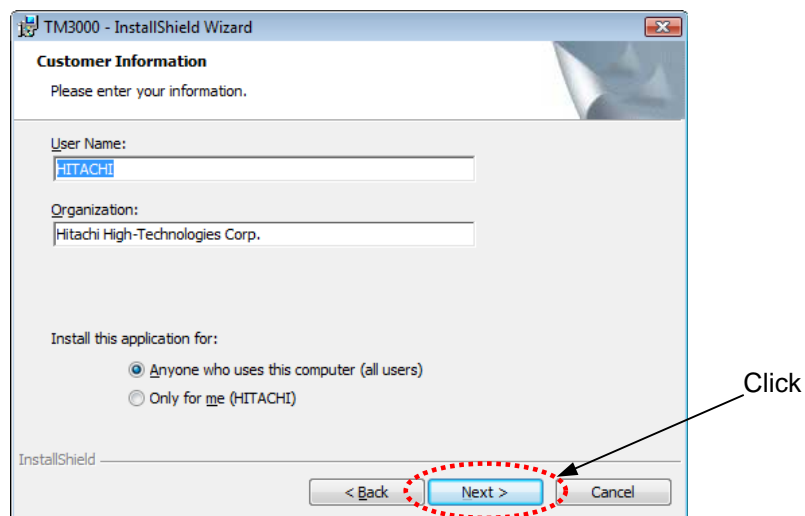 TM3000 - InstallShield Wizard
Customer Information
Please enter your information.
User Name:
HITACHI
Organization:
Hitachi High-Technologies Corp.
Install this application for:
Anyone who uses this computer (all users)
Only for me (HITACHI)
Click
InstallShield
< Back
Next >
Cancel